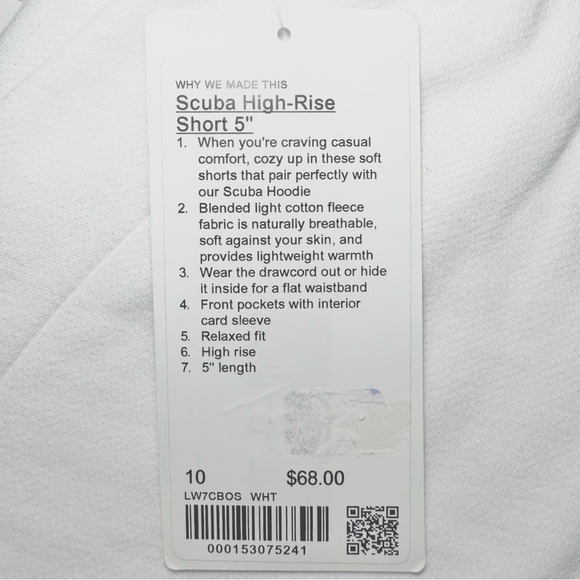 WHY WE MADE THIS
Scuba High-Rise
Short 5"
1. When you're craving casual
comfort, cozy up in these soft
shorts that pair perfectly with
our Scuba Hoodie
2. Blended light cotton fleece
fabric is naturally breathable,
soft against your skin, and
provides lightweight warmth
3. Wear the drawcord out or hide
it inside for a flat waistband
4. Front pockets with interior
card sleeve
5. Relaxed fit
6. High rise
7. 5" length
10 $68.00
LW7CBOS WHT
000153075241